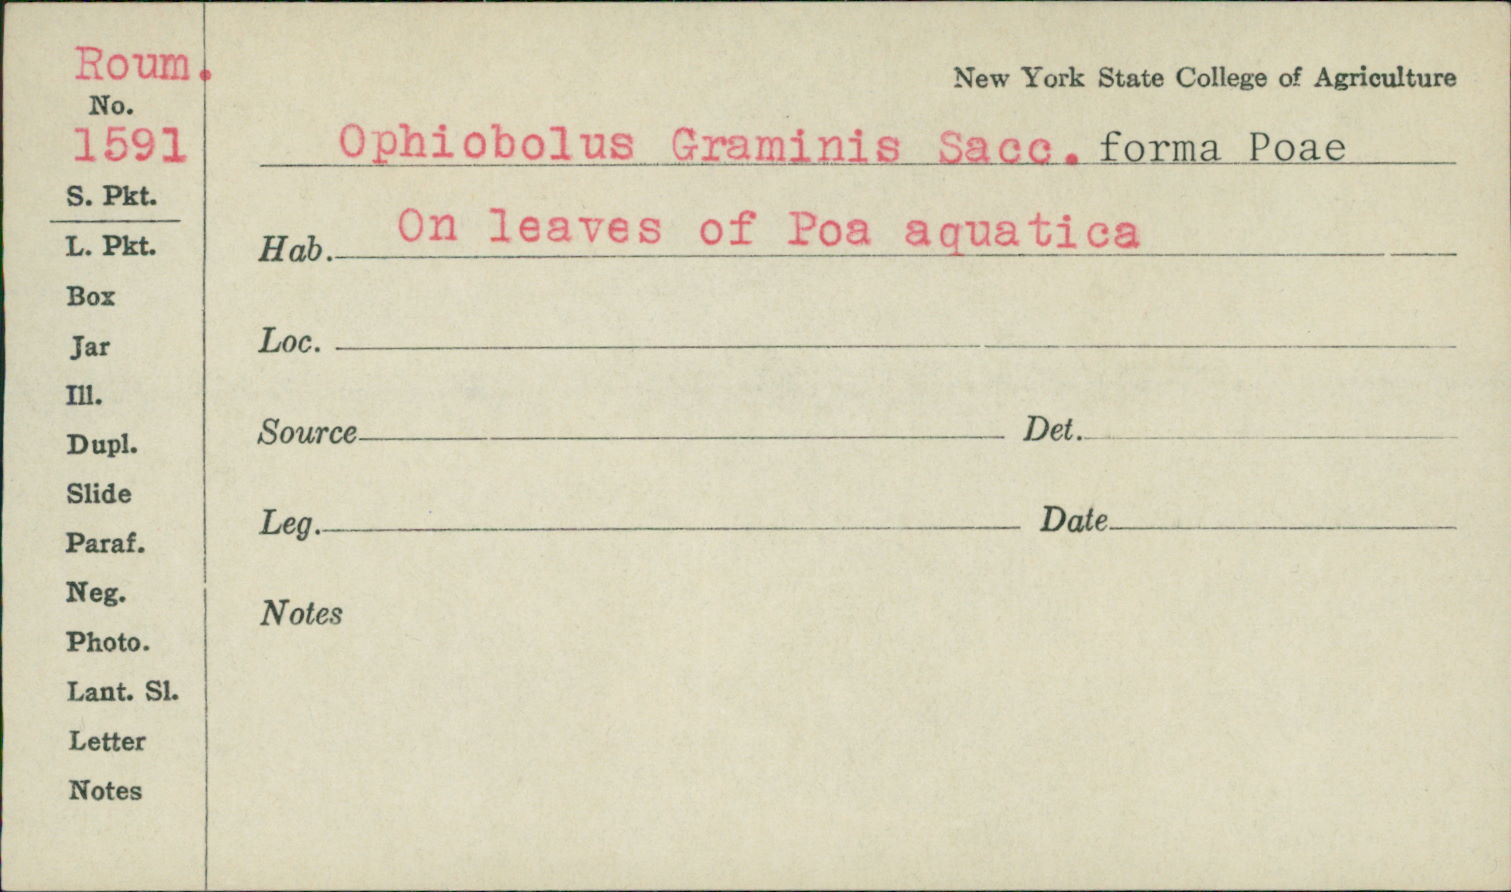 Roum.
No.
1591
S. Pkt.
L. Pkt.
Box
Jar
Ill.
Dupl.
Slide
Paraf.
Neg.
Photo.
Lant. Sl.
Letter
Notes
New York State College of Agriculture
Ophiobolus Graminis Sacc. forma Poae
Hab. On leaves of Poa aquatica
Loc.
Source Det.
Leg. Date
Notes